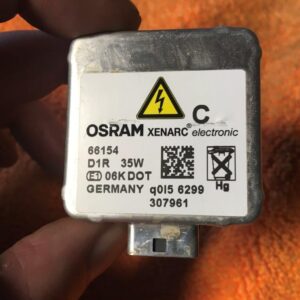 C
OSRAM XENARC® electronic
66154
D1R 35W
E1 06K DOT
GERMANY q0I5 6299
307961
Hg